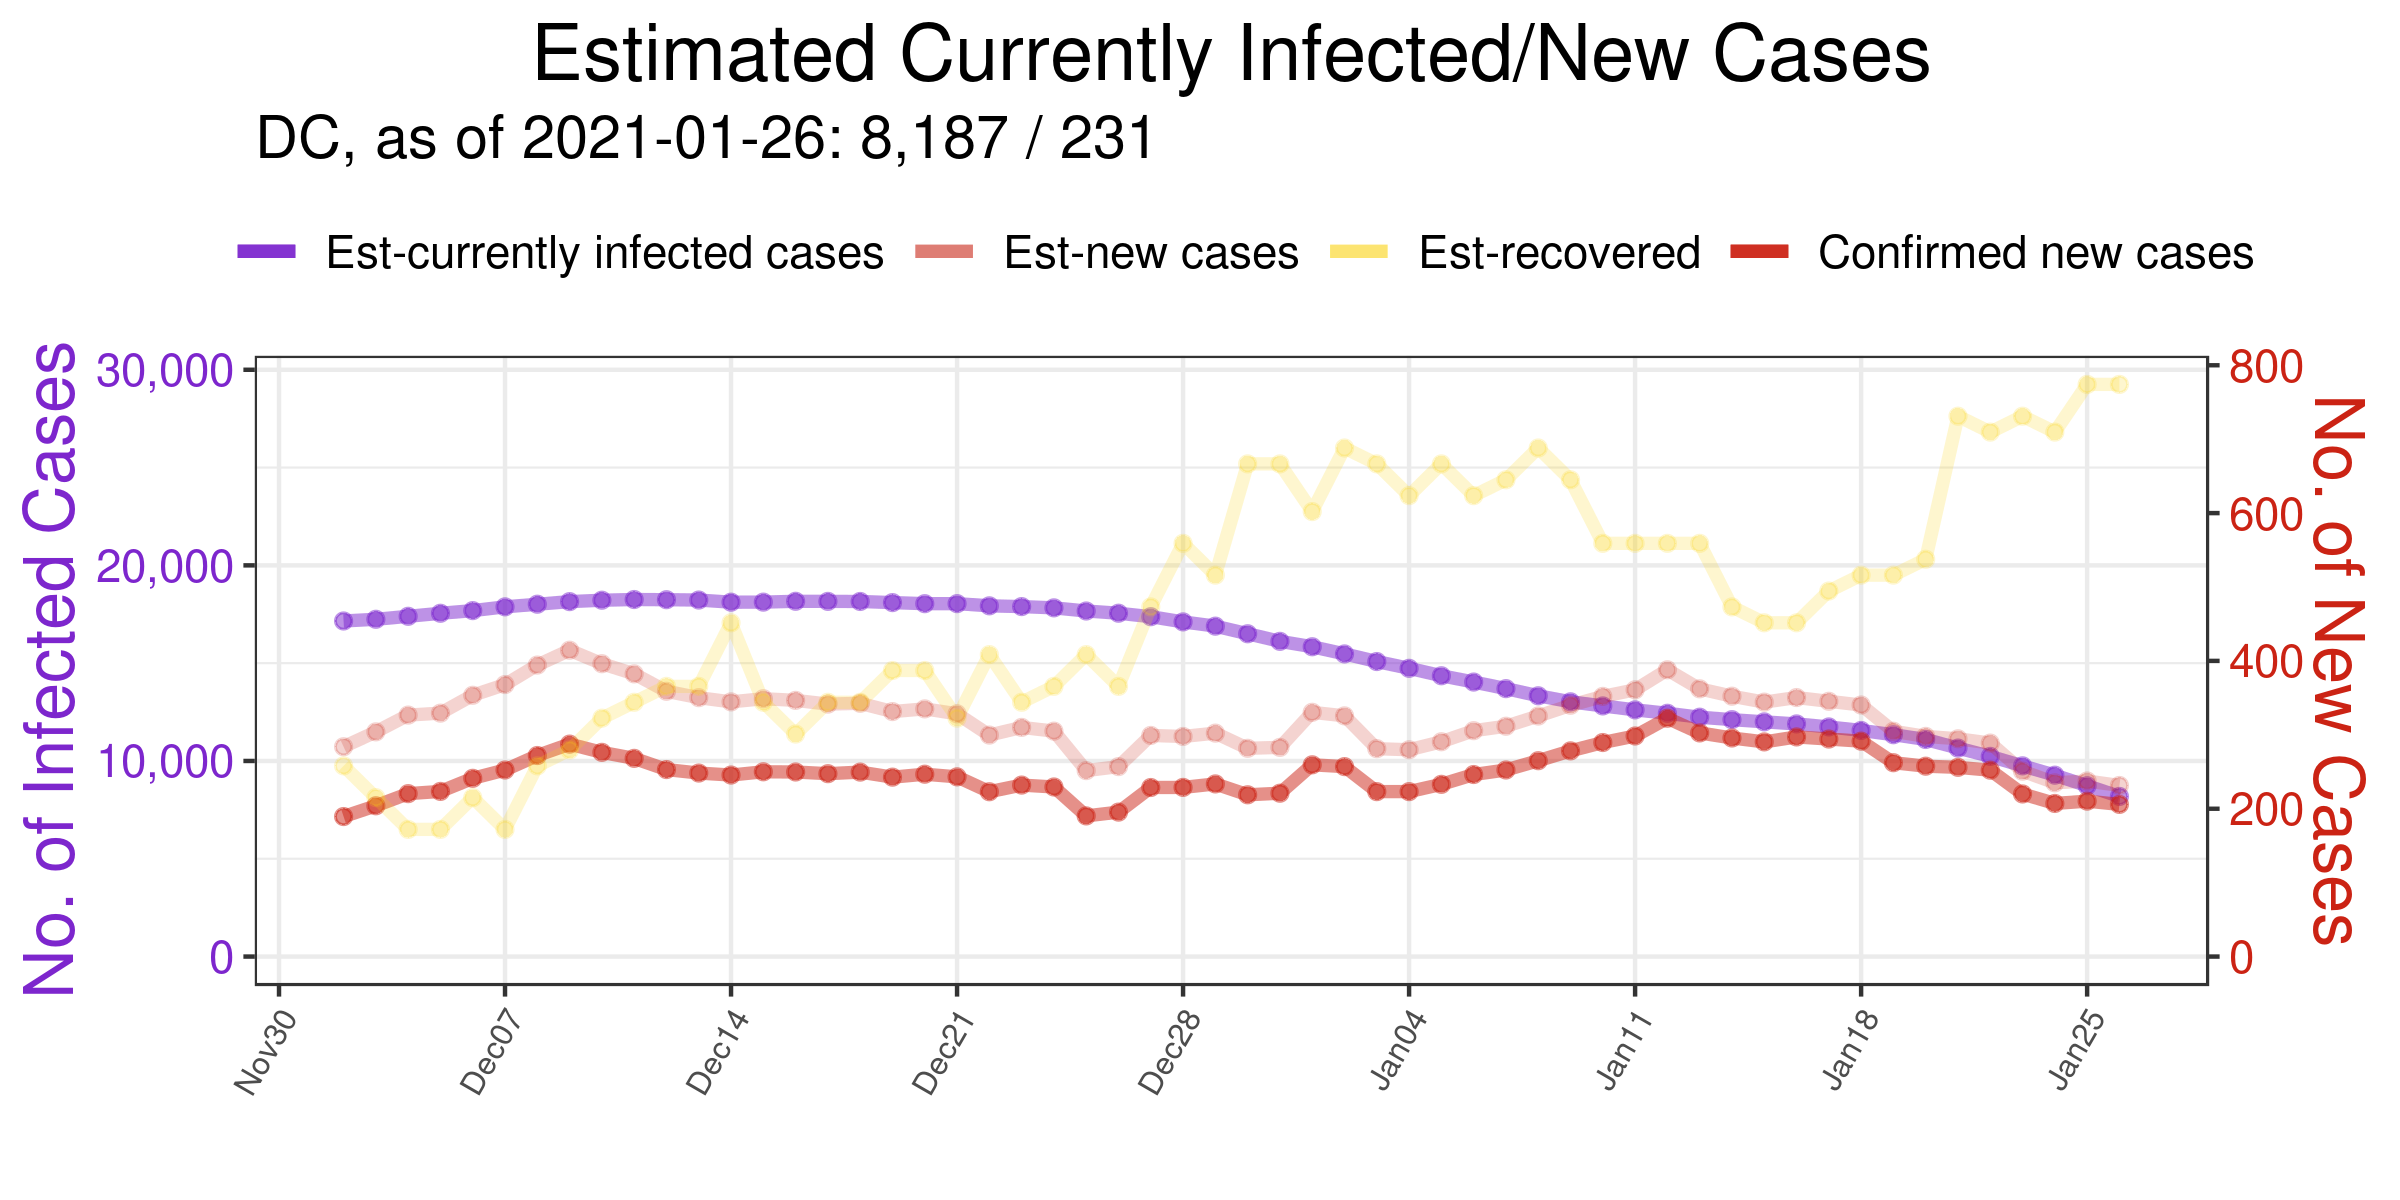 Estimated Currently Infected/New Cases
DC, as of 2021-01-26: 8,187 / 231
Est-currently infected cases Est-new cases Est-recovered Confirmed new cases
No. of Infected Cases
30,000
20,000
10,000
0
800
600
400
200
0
No. of New Cases
Nov30 Dec07 Dec14 Dec21 Dec28 Jan04 Jan11 Jan18 Jan25